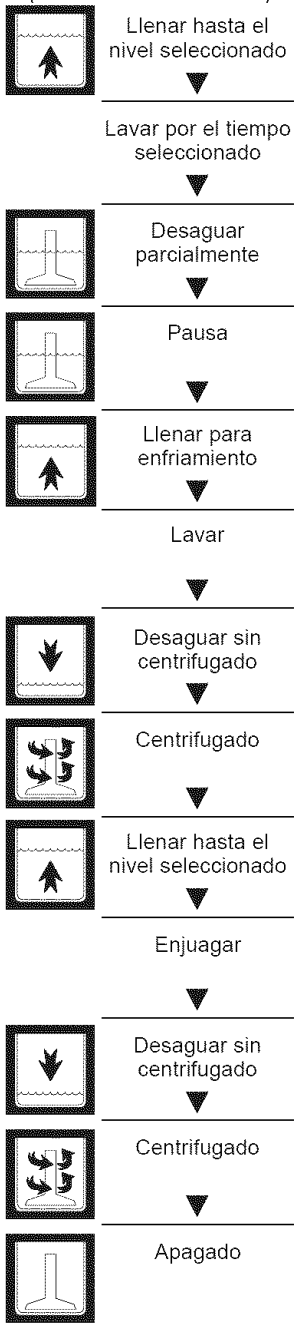 Llenar hasta el
nivel seleccionado
Lavar por el tiempo
seleccionado
Desaguar
parcialmente
Pausa
Llenar para
enfriamiento
Lavar
Desaguar sin
centrifugado
Centrifugado
Llenar hasta el
nivel seleccionado
Enjuagar
Desaguar sin
centrifugado
Centrifugado
Apagado